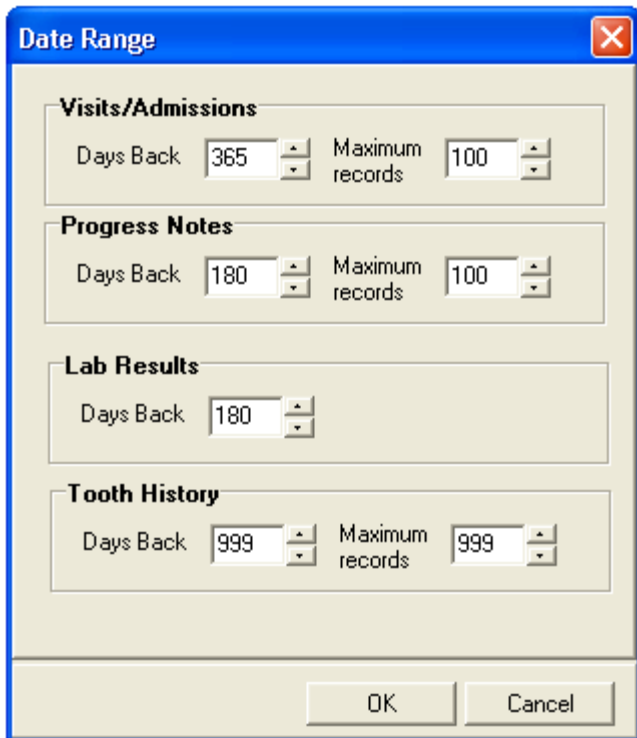 Date Range
Visits/Admissions
Days Back 365 Maximum records 100
Progress Notes
Days Back 180 Maximum records 100
Lab Results
Days Back 180
Tooth History
Days Back 999 Maximum records 999
OK Cancel